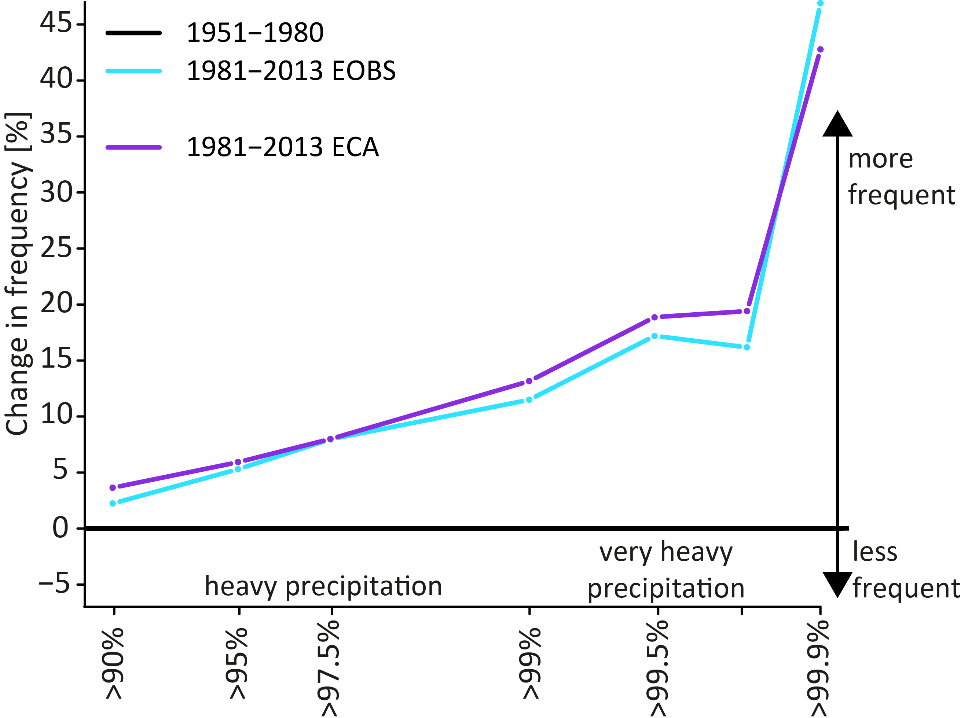 1951–1980
1981–2013 EOBS
1981–2013 ECA
Change in frequency [%]
45
40
35
30
25
20
15
10
5
0
–5
more
frequent
less
frequent
heavy precipitation
very heavy
precipitation
>90%
>95%
>97.5%
>99%
>99.5%
>99.9%